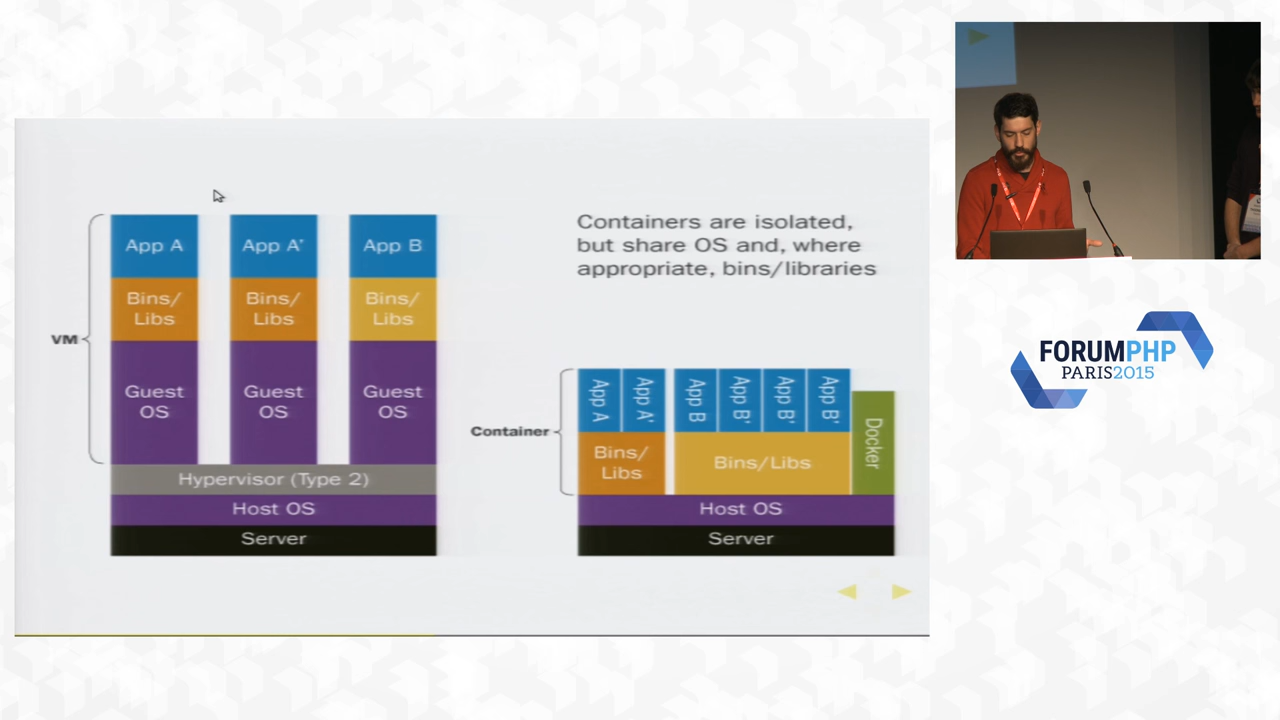 App A
App A'
App B
Bins/
Libs
Bins/
Libs
Bins/
Libs
VM
Guest
OS
Guest
OS
Guest
OS
Hypervisor (Type 2)
Host OS
Server
Containers are isolated,
but share OS and, where
appropriate, bins/libraries
Container
App A
App A'
App B
App B'
App B'
App B'
Docker
Bins/
Libs
Bins/Libs
Host OS
Server
FORUMPHP
PARIS2015